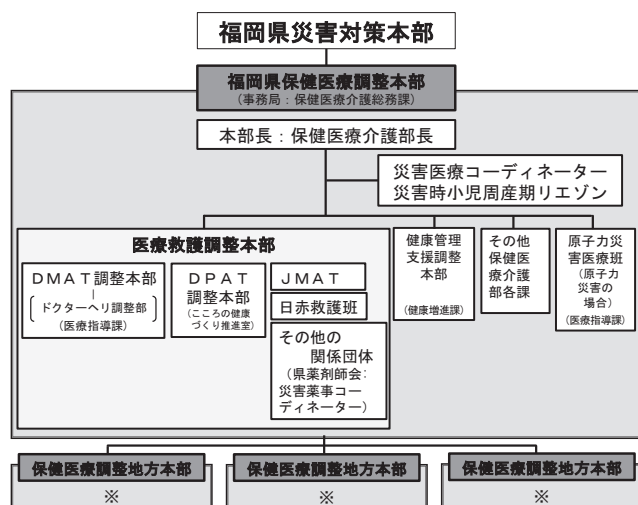 福岡県災害対策本部
福岡県保健医療調整本部
(事務局：保健医療介護総務課)
本部長：保健医療介護部長
災害医療コーディネーター
災害時小児周産期リエゾン
医療救護調整本部
DMAT調整本部
ドクターヘリ調整部
(医療指導課)
DPAT
調整本部
(こころの健康
づくり推進室)
JMAT
日赤救護班
その他の
関係団体
(県薬剤師会:
災害薬事コー
ディネーター)
健康管理
支援調整
本部
(健康増進課)
その他
保健医
療介護
部各課
原子力災
害医療班
(原子力
災害の
場合)
(医療指導課)
保健医療調整地方本部
※
保健医療調整地方本部
※
保健医療調整地方本部
※